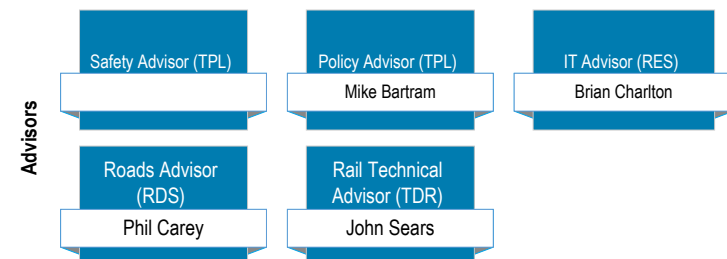 Advisors
Safety Advisor (TPL)
Policy Advisor (TPL)
Mike Bartram
IT Advisor (RES)
Brian Charlton
Roads Advisor
(RDS)
Phil Carey
Rail Technical
Advisor (TDR)
John Sears